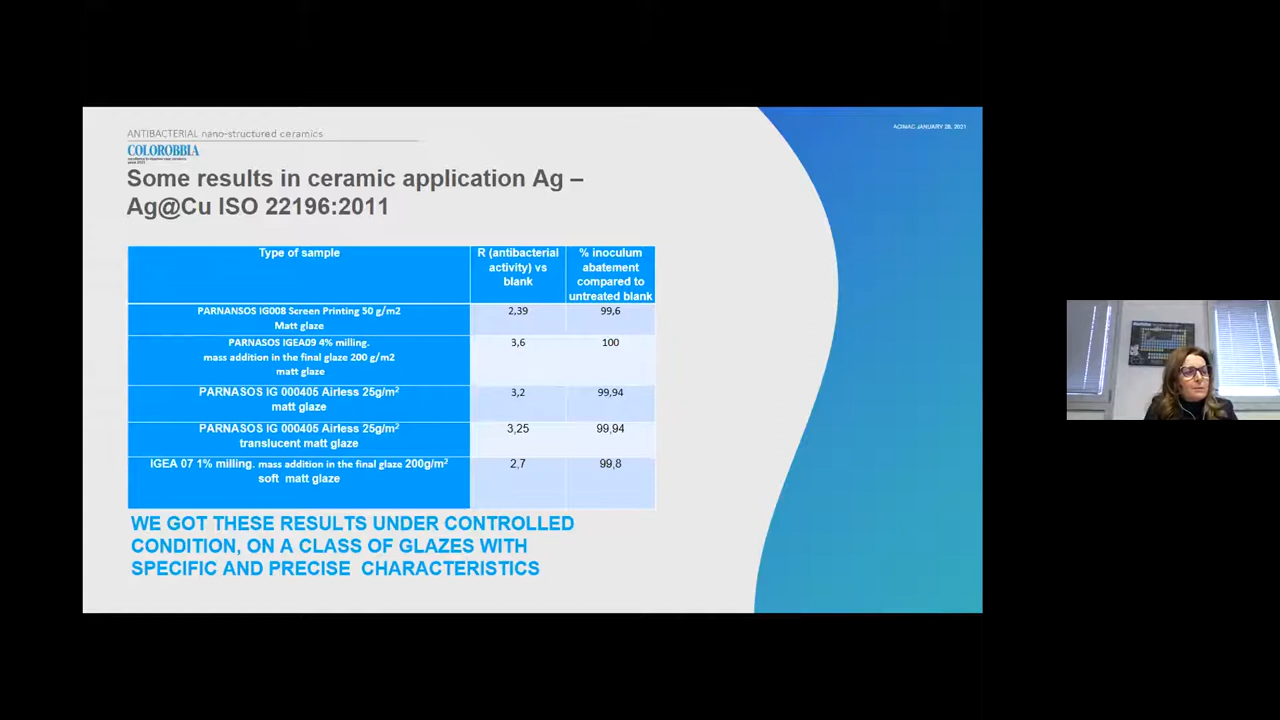 ANTIBACTERIAL nano-structured ceramics
COLOROBBIA
ACIMAC JANUARY 28, 2021
Some results in ceramic application Ag –
Ag@Cu ISO 22196:2011
Type of sample
R (antibacterial
activity) vs
blank
% inoculum
abatement
compared to
untreated blank
PARNANSOS IG008 Screen Printing 50 g/m2
Matt glaze
2,39
99,6
PARNASOS IGEA09 4% milling.
mass addition in the final glaze 200 g/m2
matt glaze
3,6
100
PARNASOS IG 000405 Airless 25g/m²
matt glaze
3,2
99,94
PARNASOS IG 000405 Airless 25g/m²
translucent matt glaze
3,25
99,94
IGEA 07 1% milling. mass addition in the final glaze 200g/m²
soft matt glaze
2,7
99,8
WE GOT THESE RESULTS UNDER CONTROLLED
CONDITION, ON A CLASS OF GLAZES WITH
SPECIFIC AND PRECISE CHARACTERISTICS